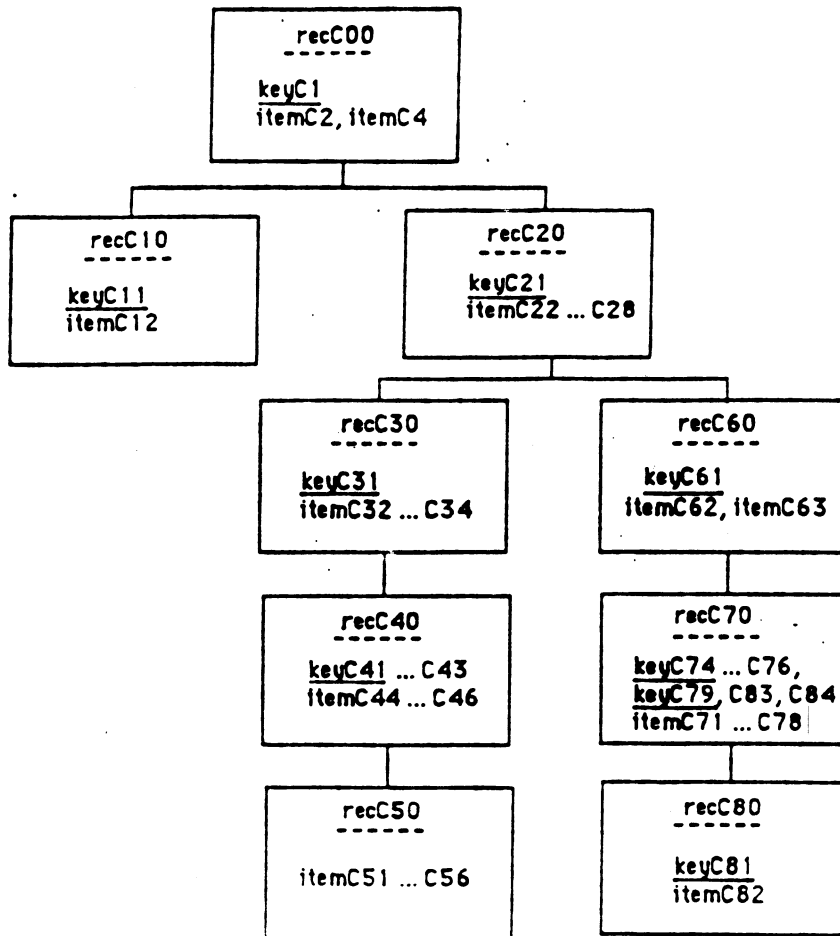 recC00
keyC1
itemC2, itemC4
recC10
keyC11
itemC12
recC20
keyC21
itemC22 ... C28
recC30
keyC31
itemC32 ... C34
recC60
keyC61
itemC62, itemC63
recC40
keyC41 ... C43
itemC44 ... C46
recC70
keyC74 ... C76,
keyC79, C83, C84
itemC71 ... C78
recC50
itemC51 ... C56
recC80
keyC81
itemC82